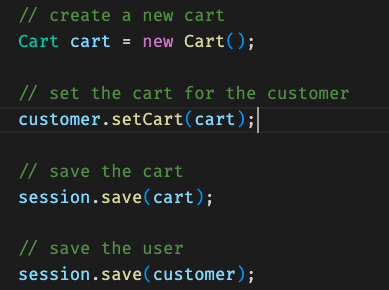 // create a new cart
Cart cart = new Cart();
// set the cart for the customer
customer.setCart(cart);
// save the cart
session.save(cart);
// save the user
session.save(customer);